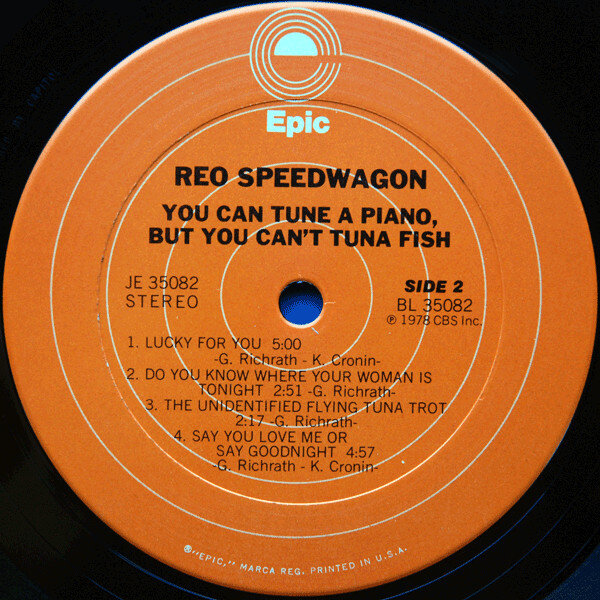 Epic
REO SPEEDWAGON
YOU CAN TUNE A PIANO,
BUT YOU CAN'T TUNA FISH
JE 35082
STEREO
SIDE 2
BL 35082
℗ 1978 CBS Inc.
1. LUCKY FOR YOU 5:00
-G. Richrath - K. Cronin-
2. DO YOU KNOW WHERE YOUR WOMAN IS
TONIGHT 2:51 -G. Richrath-
3. THE UNIDENTIFIED FLYING TUNA TROT
2:17 -G. Richrath-
4. SAY YOU LOVE ME OR
SAY GOODNIGHT 4:57
-G. Richrath - K. Cronin-
®"EPIC," MARCA REG. PRINTED IN U.S.A.